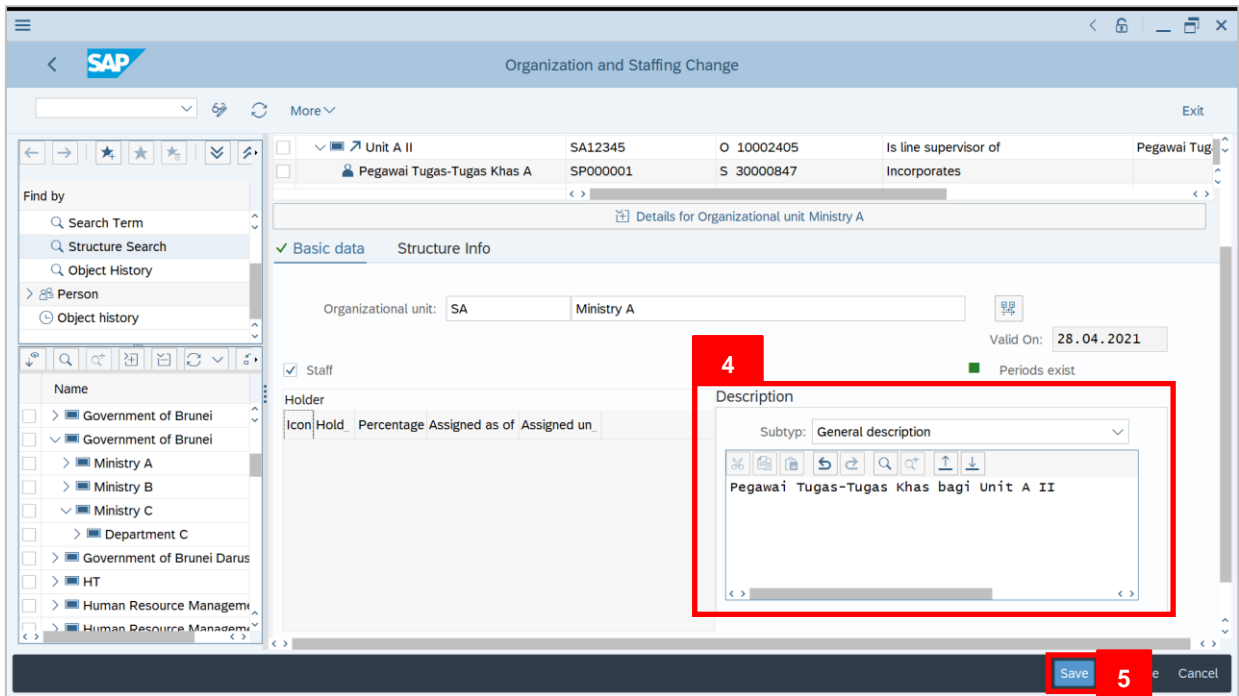 SAP
Organization and Staffing Change
More
Exit
Unit A II SA12345 O 10002405 Is line supervisor of Pegawai Tug
Pegawai Tugas-Tugas Khas A SP000001 S 30000847 Incorporates
Find by
Search Term
Structure Search
Object History
Person
Object history
Details for Organizational unit Ministry A
Basic data Structure Info
Organizational unit: SA Ministry A
Valid On: 28.04.2021
Staff
4
Periods exist
Holder
Icon Hold_ Percentage Assigned as of Assigned un_
Description
Subtyp: General description
Pegawai Tugas-Tugas Khas bagi Unit A II
Name
Government of Brunei
Government of Brunei
Ministry A
Ministry B
Ministry C
Department C
Government of Brunei Darus
HT
Human Resource Manageme
Human Resource Manageme
Save 5 e Cancel